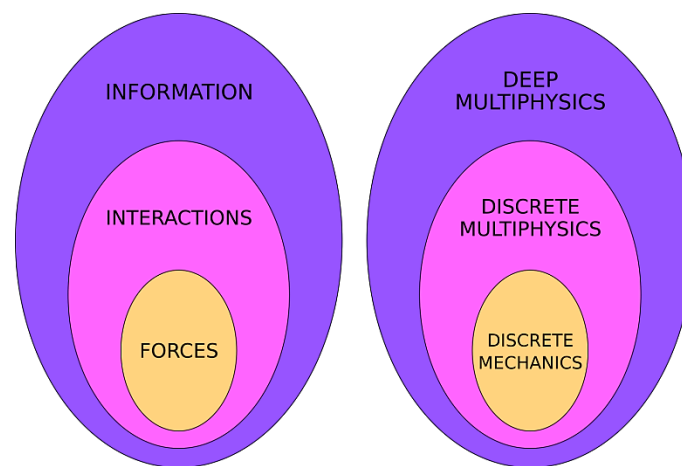 INFORMATION
INTERACTIONS
FORCES
DEEP
MULTIPHYSICS
DISCRETE
MULTIPHYSICS
DISCRETE
MECHANICS